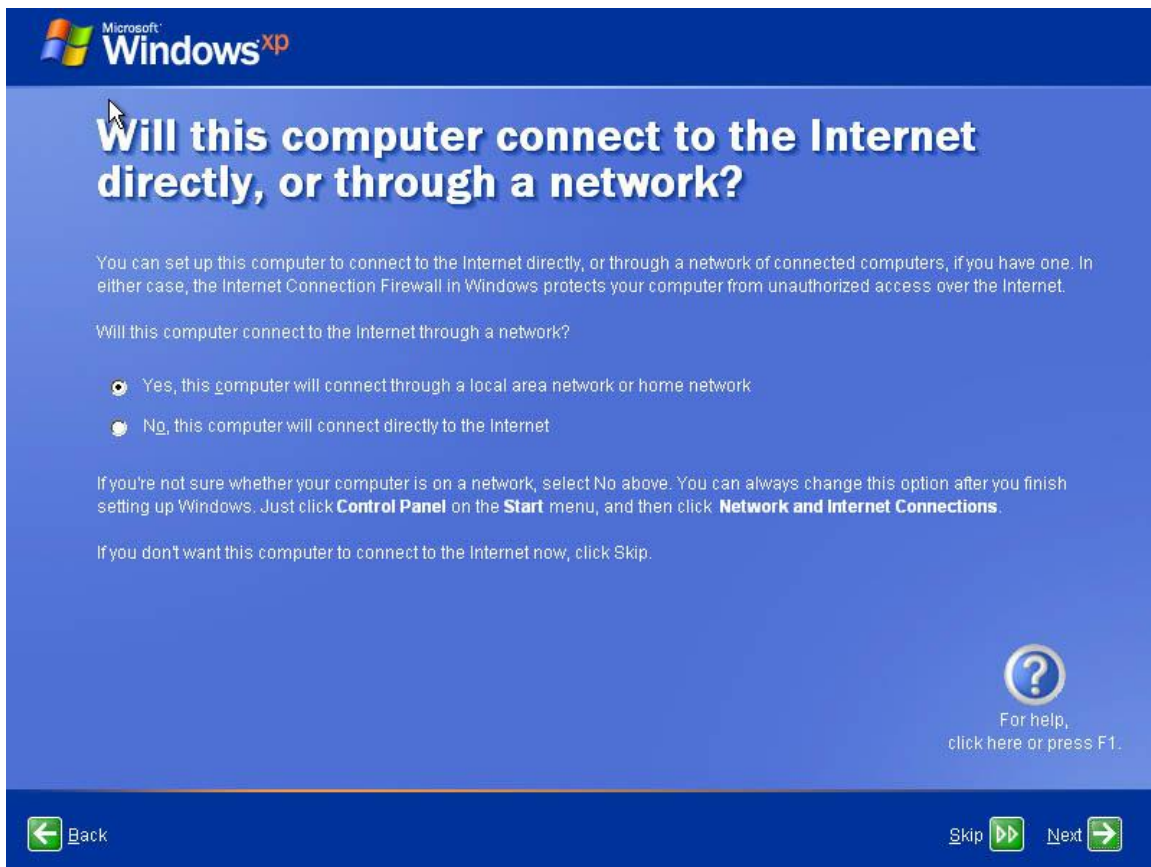 Microsoft
Windows xp
Will this computer connect to the Internet
directly, or through a network?
You can set up this computer to connect to the Internet directly, or through a network of connected computers, if you have one. In
either case, the Internet Connection Firewall in Windows protects your computer from unauthorized access over the Internet.
Will this computer connect to the Internet through a network?
Yes, this computer will connect through a local area network or home network
No, this computer will connect directly to the Internet
If you're not sure whether your computer is on a network, select No above. You can always change this option after you finish
setting up Windows. Just click Control Panel on the Start menu, and then click Network and Internet Connections.
If you don't want this computer to connect to the Internet now, click Skip.
For help,
click here or press F1.
Back
Skip
Next